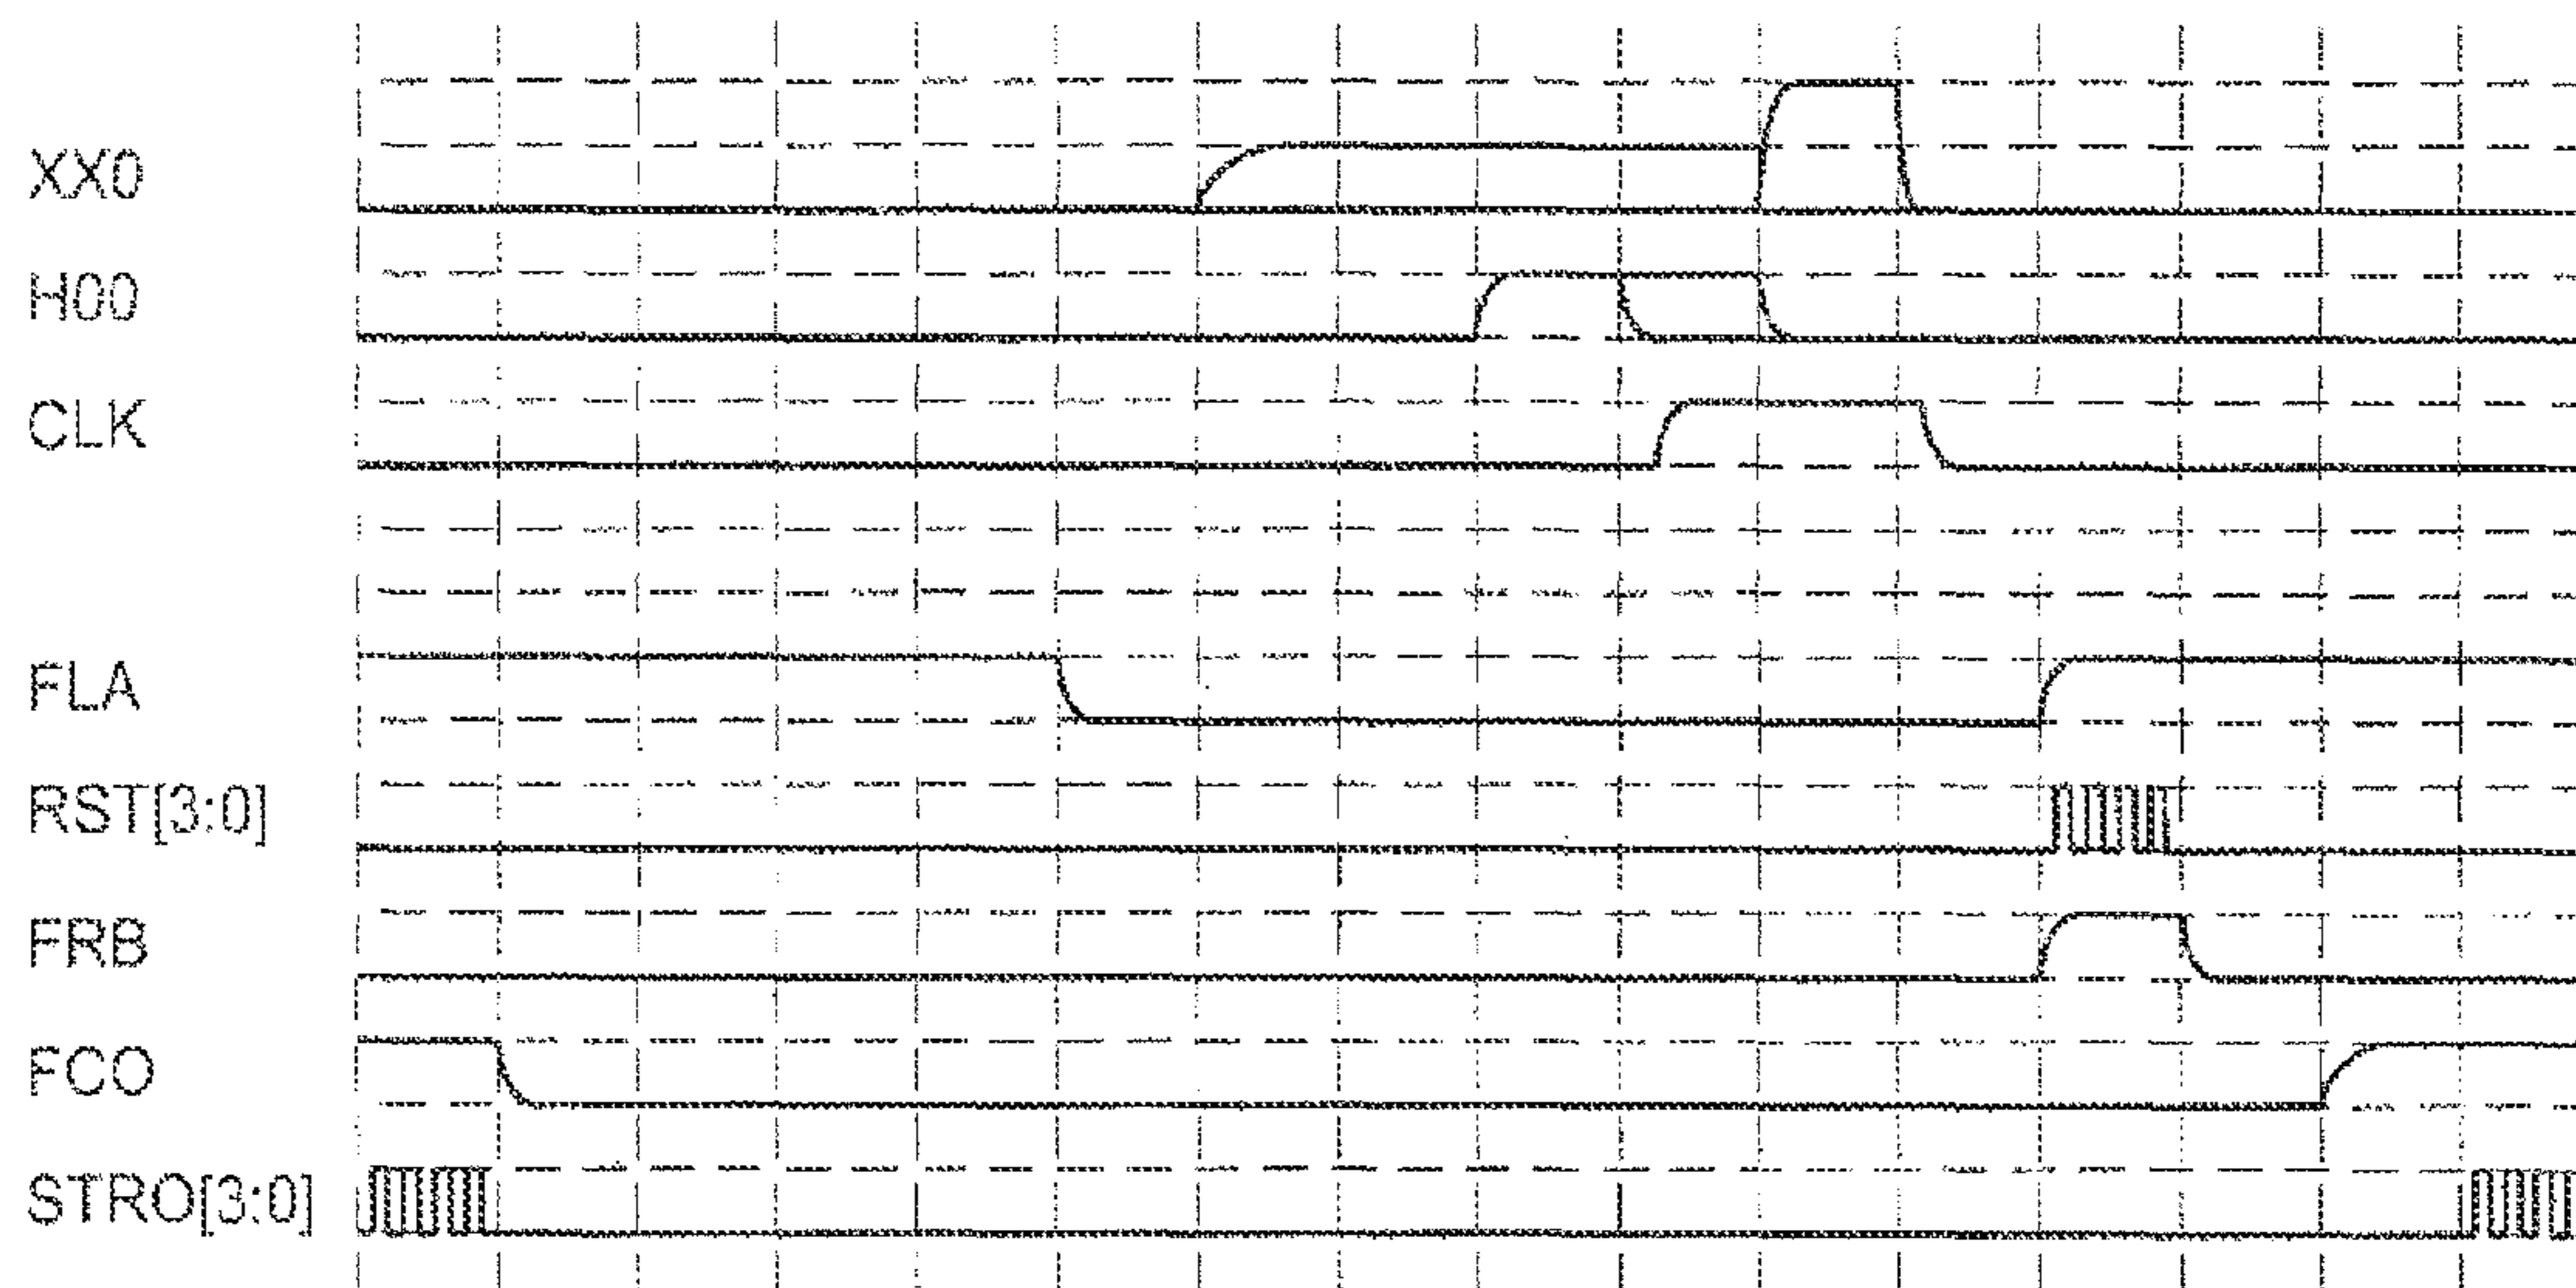 XX0
H00
CLK
FLA
RST[3:0]
FRB
FCO
STRO[3:0]